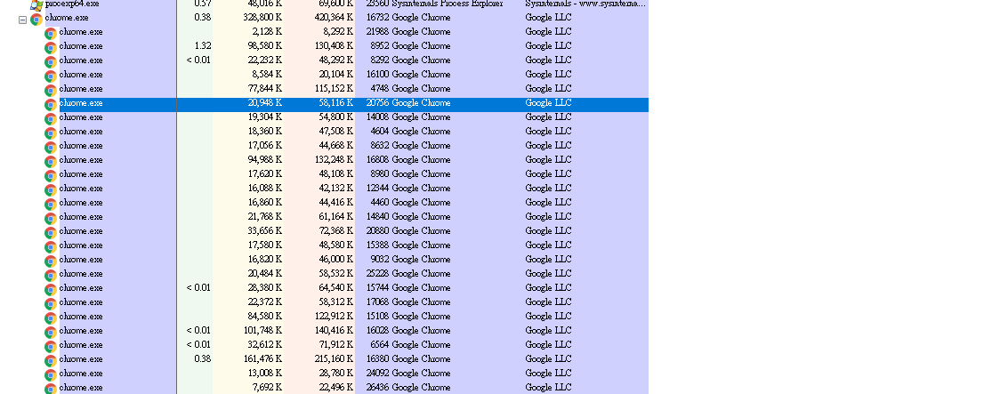 procexp64.exe 0.57 48,016 K 69,600 K 23560 Sysinternals Process Explorer Sysinternals - www.sysinterna...
chrome.exe 0.38 328,800 K 420,364 K 16732 Google Chrome Google LLC
chrome.exe 2,128 K 8,292 K 21988 Google Chrome Google LLC
chrome.exe 1.32 98,580 K 130,408 K 8952 Google Chrome Google LLC
chrome.exe < 0.01 22,232 K 48,292 K 8292 Google Chrome Google LLC
chrome.exe 8,584 K 20,104 K 16100 Google Chrome Google LLC
chrome.exe 77,844 K 115,152 K 4748 Google Chrome Google LLC
chrome.exe 20,948 K 58,116 K 20756 Google Chrome Google LLC
chrome.exe 19,304 K 54,800 K 14008 Google Chrome Google LLC
chrome.exe 18,360 K 47,508 K 4604 Google Chrome Google LLC
chrome.exe 17,056 K 44,668 K 8632 Google Chrome Google LLC
chrome.exe 94,988 K 132,248 K 16808 Google Chrome Google LLC
chrome.exe 17,620 K 48,108 K 8980 Google Chrome Google LLC
chrome.exe 16,088 K 42,132 K 12344 Google Chrome Google LLC
chrome.exe 16,860 K 44,416 K 4460 Google Chrome Google LLC
chrome.exe 21,768 K 61,164 K 14840 Google Chrome Google LLC
chrome.exe 33,656 K 72,368 K 20880 Google Chrome Google LLC
chrome.exe 17,580 K 48,580 K 15388 Google Chrome Google LLC
chrome.exe 16,820 K 46,000 K 9032 Google Chrome Google LLC
chrome.exe 20,484 K 58,532 K 25228 Google Chrome Google LLC
chrome.exe < 0.01 28,380 K 64,540 K 15744 Google Chrome Google LLC
chrome.exe 22,372 K 58,312 K 17068 Google Chrome Google LLC
chrome.exe 84,580 K 122,912 K 15108 Google Chrome Google LLC
chrome.exe < 0.01 101,748 K 140,416 K 16028 Google Chrome Google LLC
chrome.exe < 0.01 32,612 K 71,912 K 6564 Google Chrome Google LLC
chrome.exe 0.38 161,476 K 215,160 K 16380 Google Chrome Google LLC
chrome.exe 13,008 K 28,780 K 24092 Google Chrome Google LLC
chrome.exe 7,692 K 22,496 K 26436 Google Chrome Google LLC